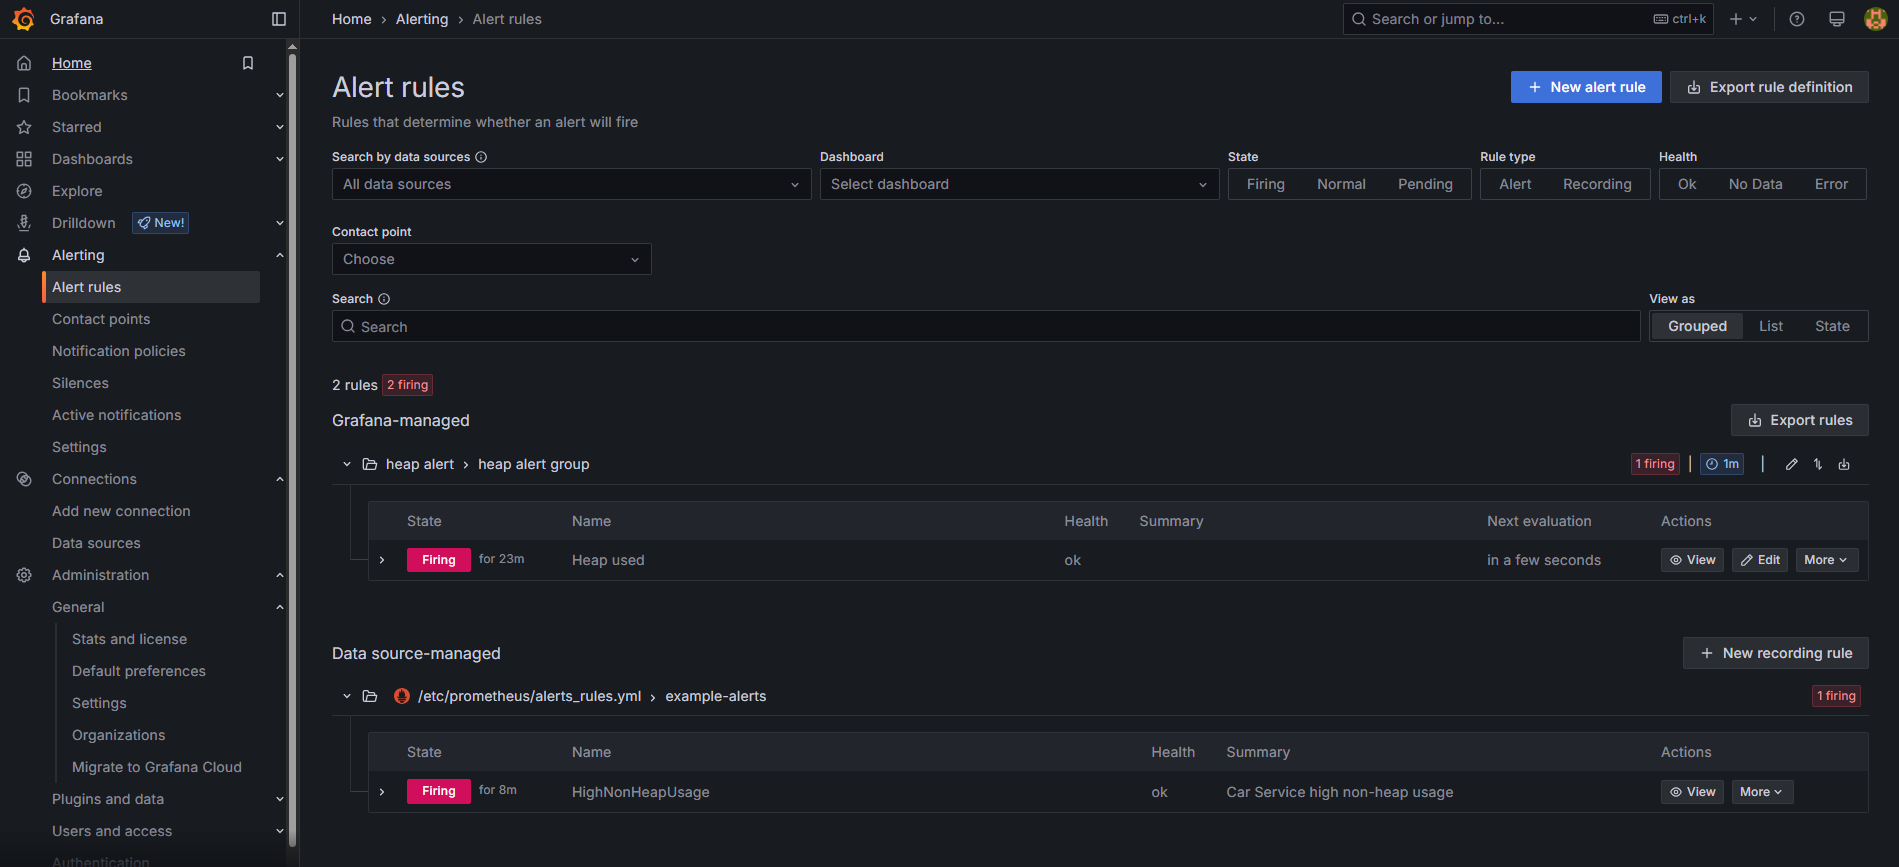 Grafana
Home › Alerting › Alert rules
Search or jump to... ctrl+k
Home
Bookmarks
Starred
Dashboards
Explore
Drilldown New!
Alerting
Alert rules
Contact points
Notification policies
Silences
Active notifications
Settings
Connections
Add new connection
Data sources
Administration
General
Stats and license
Default preferences
Settings
Organizations
Migrate to Grafana Cloud
Plugins and data
Users and access
Authentication
Alert rules
New alert rule
Export rule definition
Rules that determine whether an alert will fire
Search by data sources
All data sources
Dashboard
Select dashboard
State
Firing Normal Pending
Rule type
Alert Recording
Health
Ok No Data Error
Contact point
Choose
Search
Search
View as
Grouped List State
2 rules 2 firing
Grafana-managed
Export rules
heap alert › heap alert group
1 firing | 1m |
State Name Health Summary Next evaluation Actions
Firing for 23m Heap used ok in a few seconds View Edit More
Data source-managed
New recording rule
/etc/prometheus/alerts_rules.yml › example-alerts
1 firing
State Name Health Summary Actions
Firing for 8m HighNonHeapUsage ok Car Service high non-heap usage View More